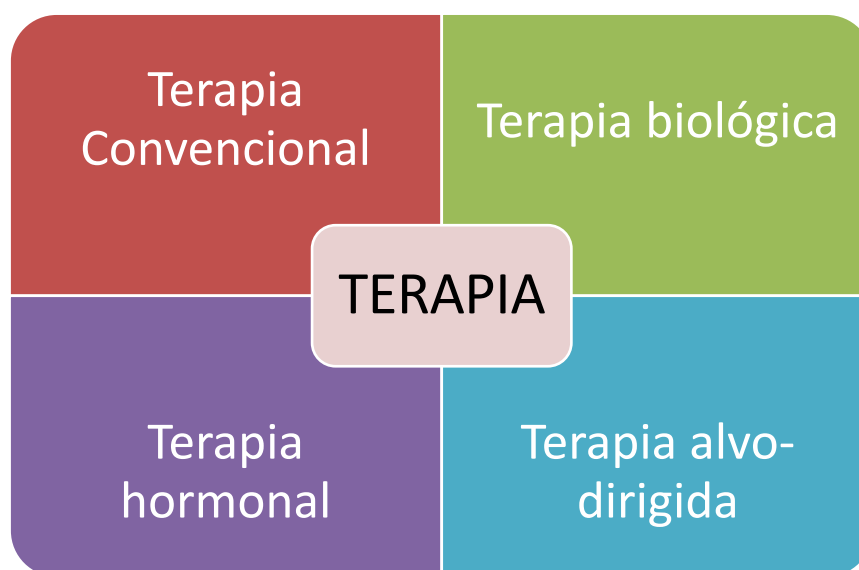 Terapia
Convencional
Terapia biológica
TERAPIA
Terapia
hormonal
Terapia alvo-
dirigida